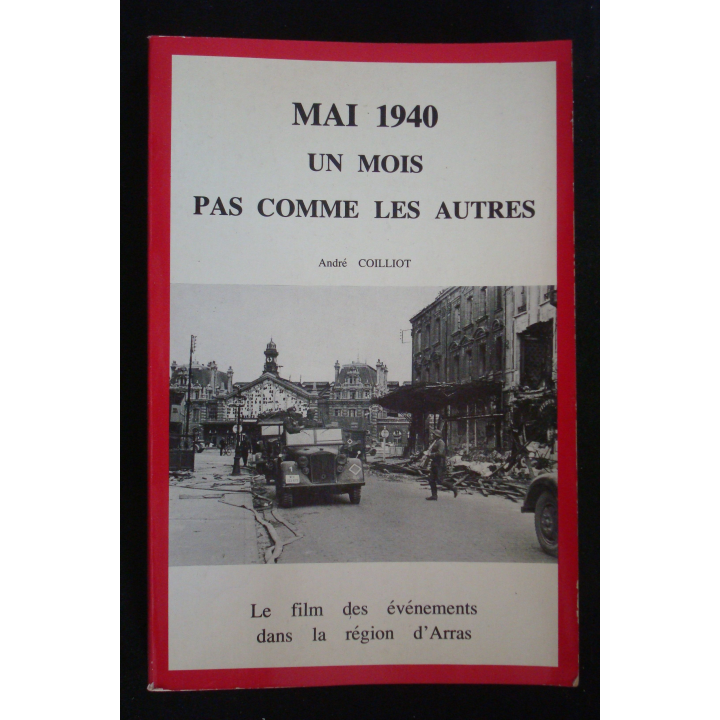 MAI 1940
UN MOIS
PAS COMME LES AUTRES
André COILLIOT
Le film des événements
dans la région d'Arras